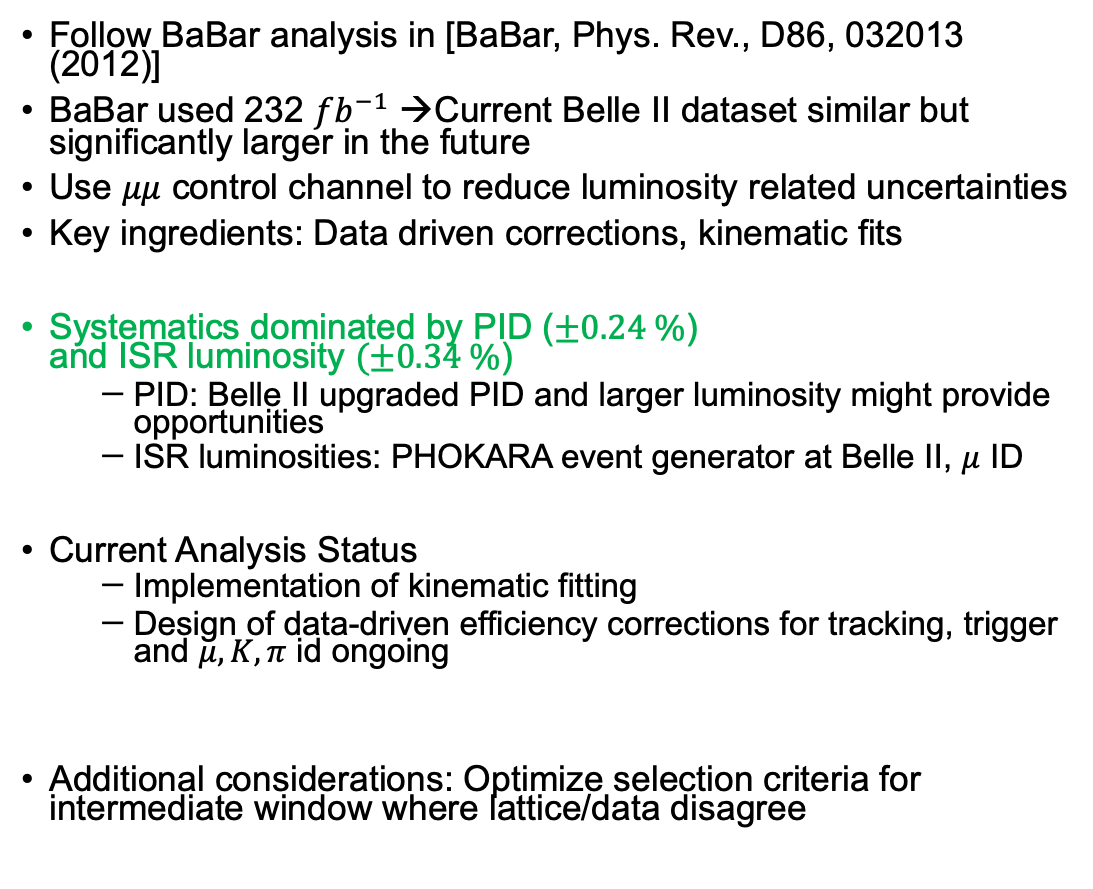 • Follow BaBar analysis in [BaBar, Phys. Rev., D86, 032013
(2012)]
• BaBar used 232 fb⁻¹ →Current Belle II dataset similar but
significantly larger in the future
• Use μμ control channel to reduce luminosity related uncertainties
• Key ingredients: Data driven corrections, kinematic fits
• Systematics dominated by PID (±0.24 %)
and ISR luminosity (±0.34 %)
– PID: Belle II upgraded PID and larger luminosity might provide
opportunities
– ISR luminosities: PHOKARA event generator at Belle II, μ ID
• Current Analysis Status
– Implementation of kinematic fitting
– Design of data-driven efficiency corrections for tracking, trigger
and μ, K, π id ongoing
• Additional considerations: Optimize selection criteria for
intermediate window where lattice/data disagree